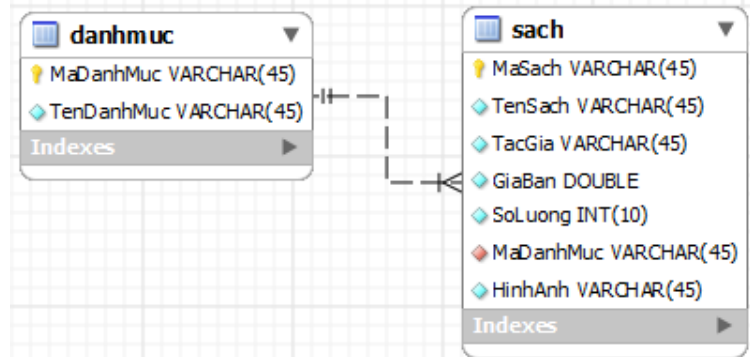 danhmuc
MaDanhMuc VARCHAR(45)
TenDanhMuc VARCHAR(45)
Indexes
sach
MaSach VARCHAR(45)
TenSach VARCHAR(45)
TacGia VARCHAR(45)
GiaBan DOUBLE
SoLuong INT(10)
MaDanhMuc VARCHAR(45)
HinhAnh VARCHAR(45)
Indexes